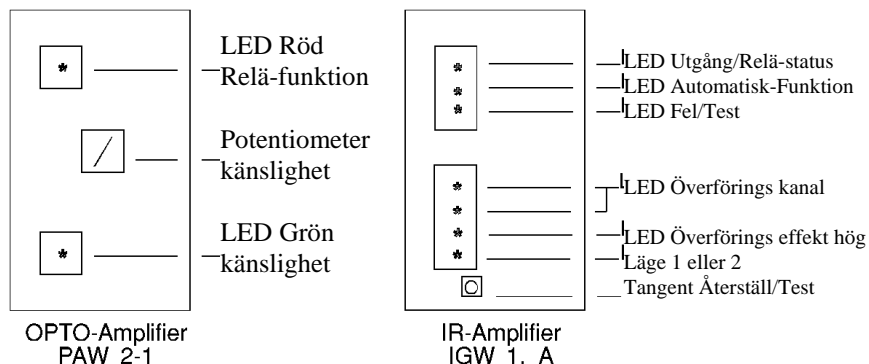 LED Röd
Relä-funktion
Potentiometer
känslighet
LED Grön
känslighet
OPTO-Amplifier
PAW 2-1
LED Utgång/Relä-status
LED Automatisk-Funktion
LED Fel/Test
LED Överförings kanal
LED Överförings effekt hög
Läge 1 eller 2
Tangent Återställ/Test
IR-Amplifier
IGW 1. A